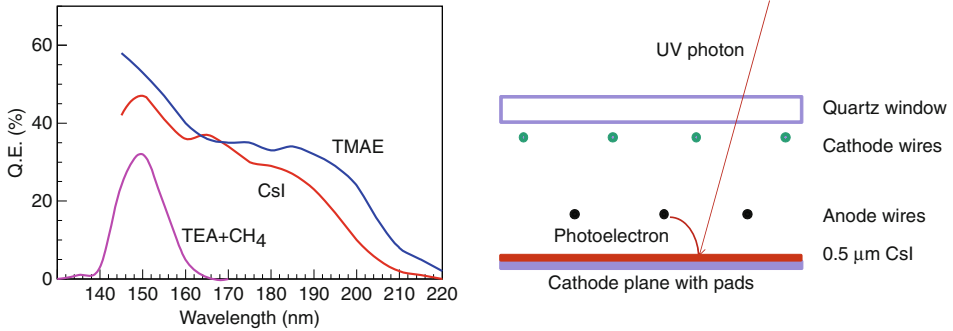 Q.E. (%)
60
40
20
0
TMAE
CsI
TEA+CH₄
140 150 160 170 180 190 200 210 220
Wavelength (nm)
UV photon
Quartz window
Cathode wires
Anode wires
Photoelectron
0.5 μm CsI
Cathode plane with pads